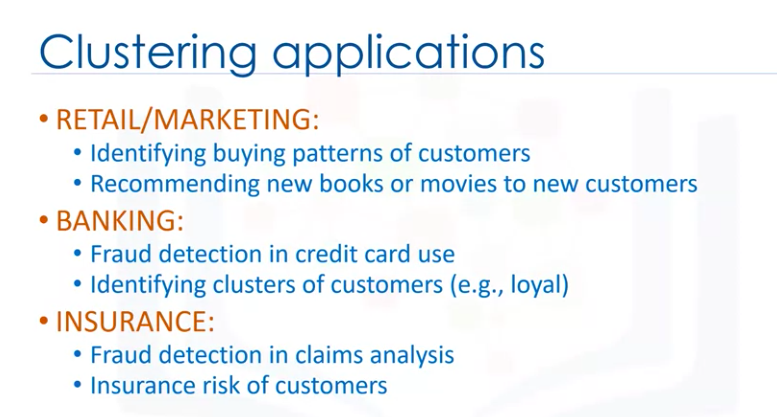 Clustering applications
• RETAIL/MARKETING:
• Identifying buying patterns of customers
• Recommending new books or movies to new customers
• BANKING:
• Fraud detection in credit card use
• Identifying clusters of customers (e.g., loyal)
• INSURANCE:
• Fraud detection in claims analysis
• Insurance risk of customers